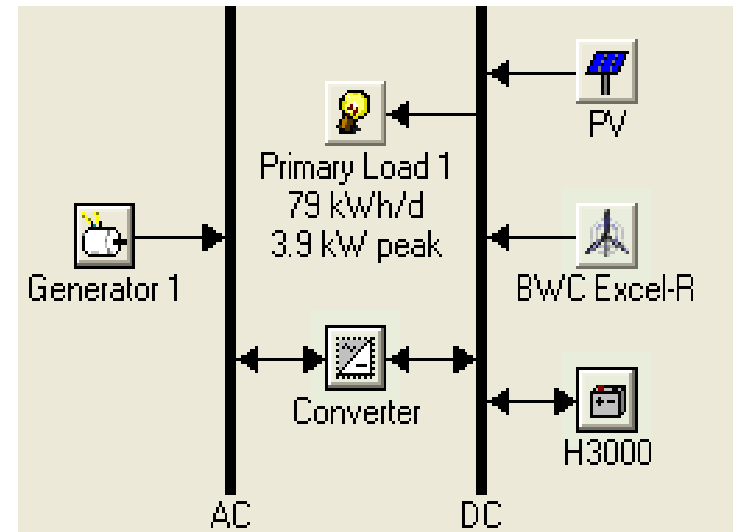 PV
Primary Load 1
79 kWh/d
3.9 kW peak
Generator 1
BWC Excel-R
Converter
H3000
AC
DC